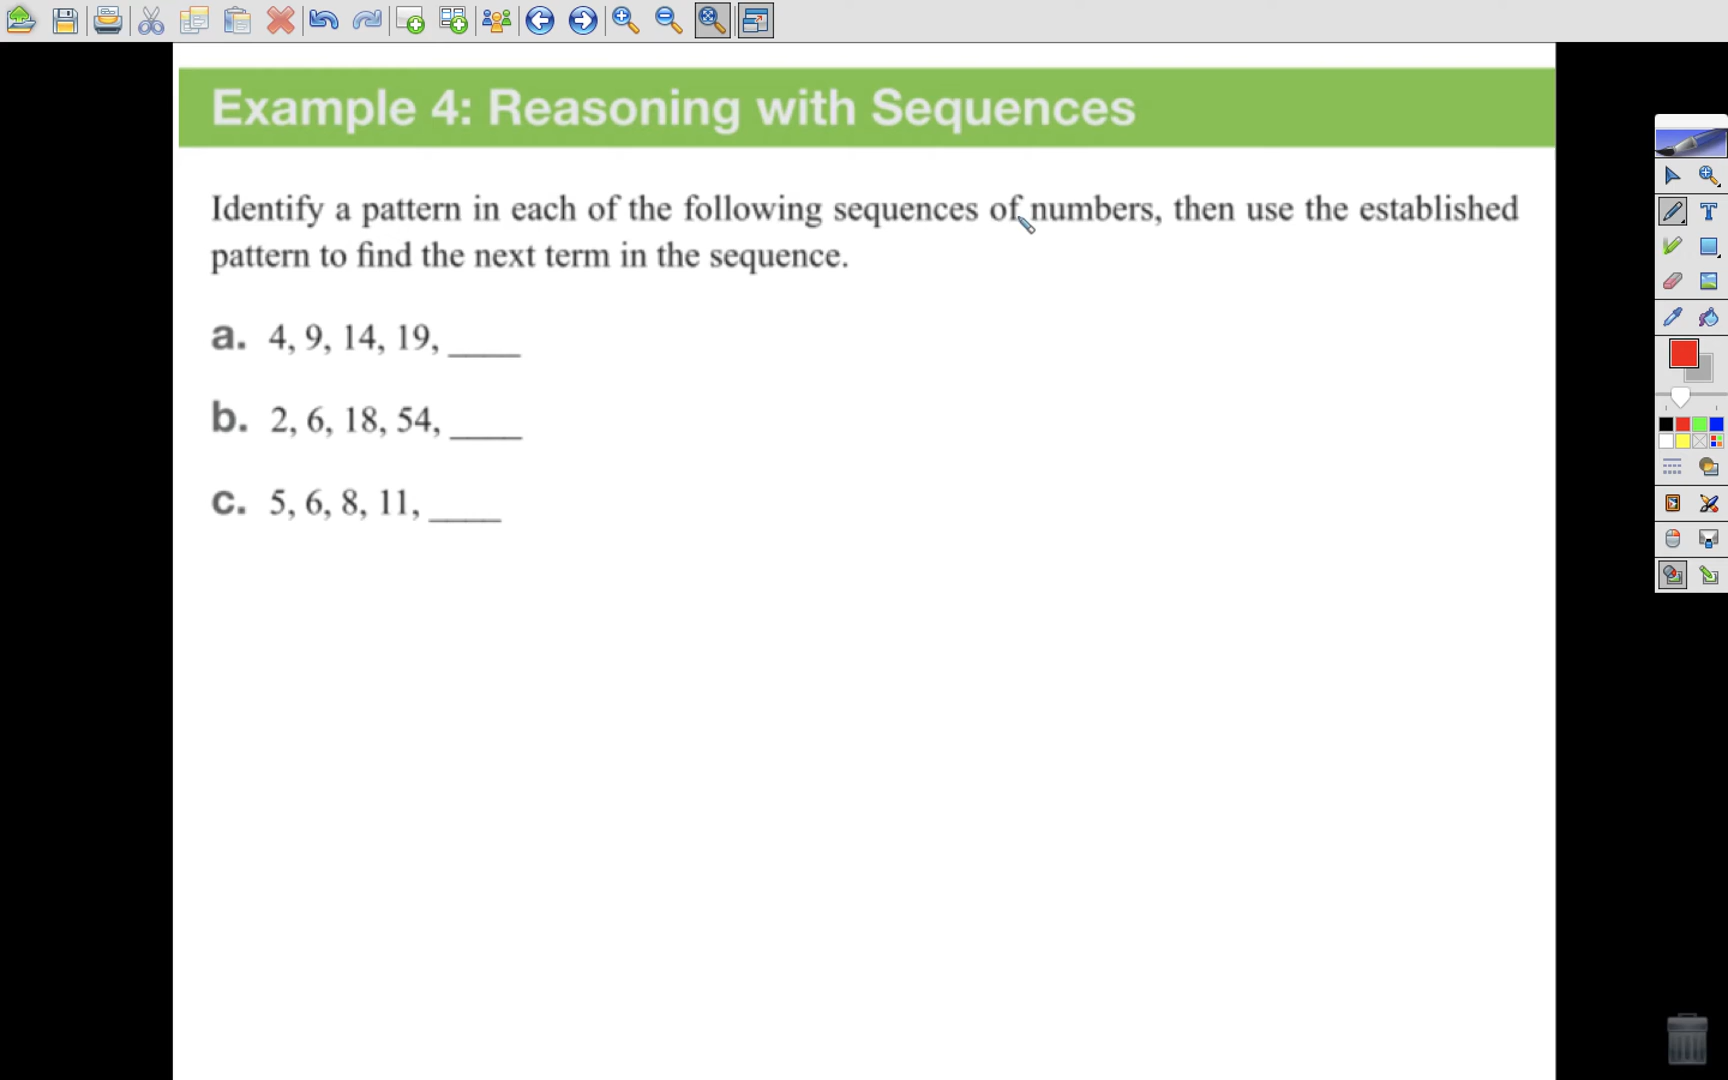 Example 4: Reasoning with Sequences
Identify a pattern in each of the following sequences of numbers, then use the established
pattern to find the next term in the sequence.
a. 4, 9, 14, 19, ____
b. 2, 6, 18, 54, ____
c. 5, 6, 8, 11, ____
T